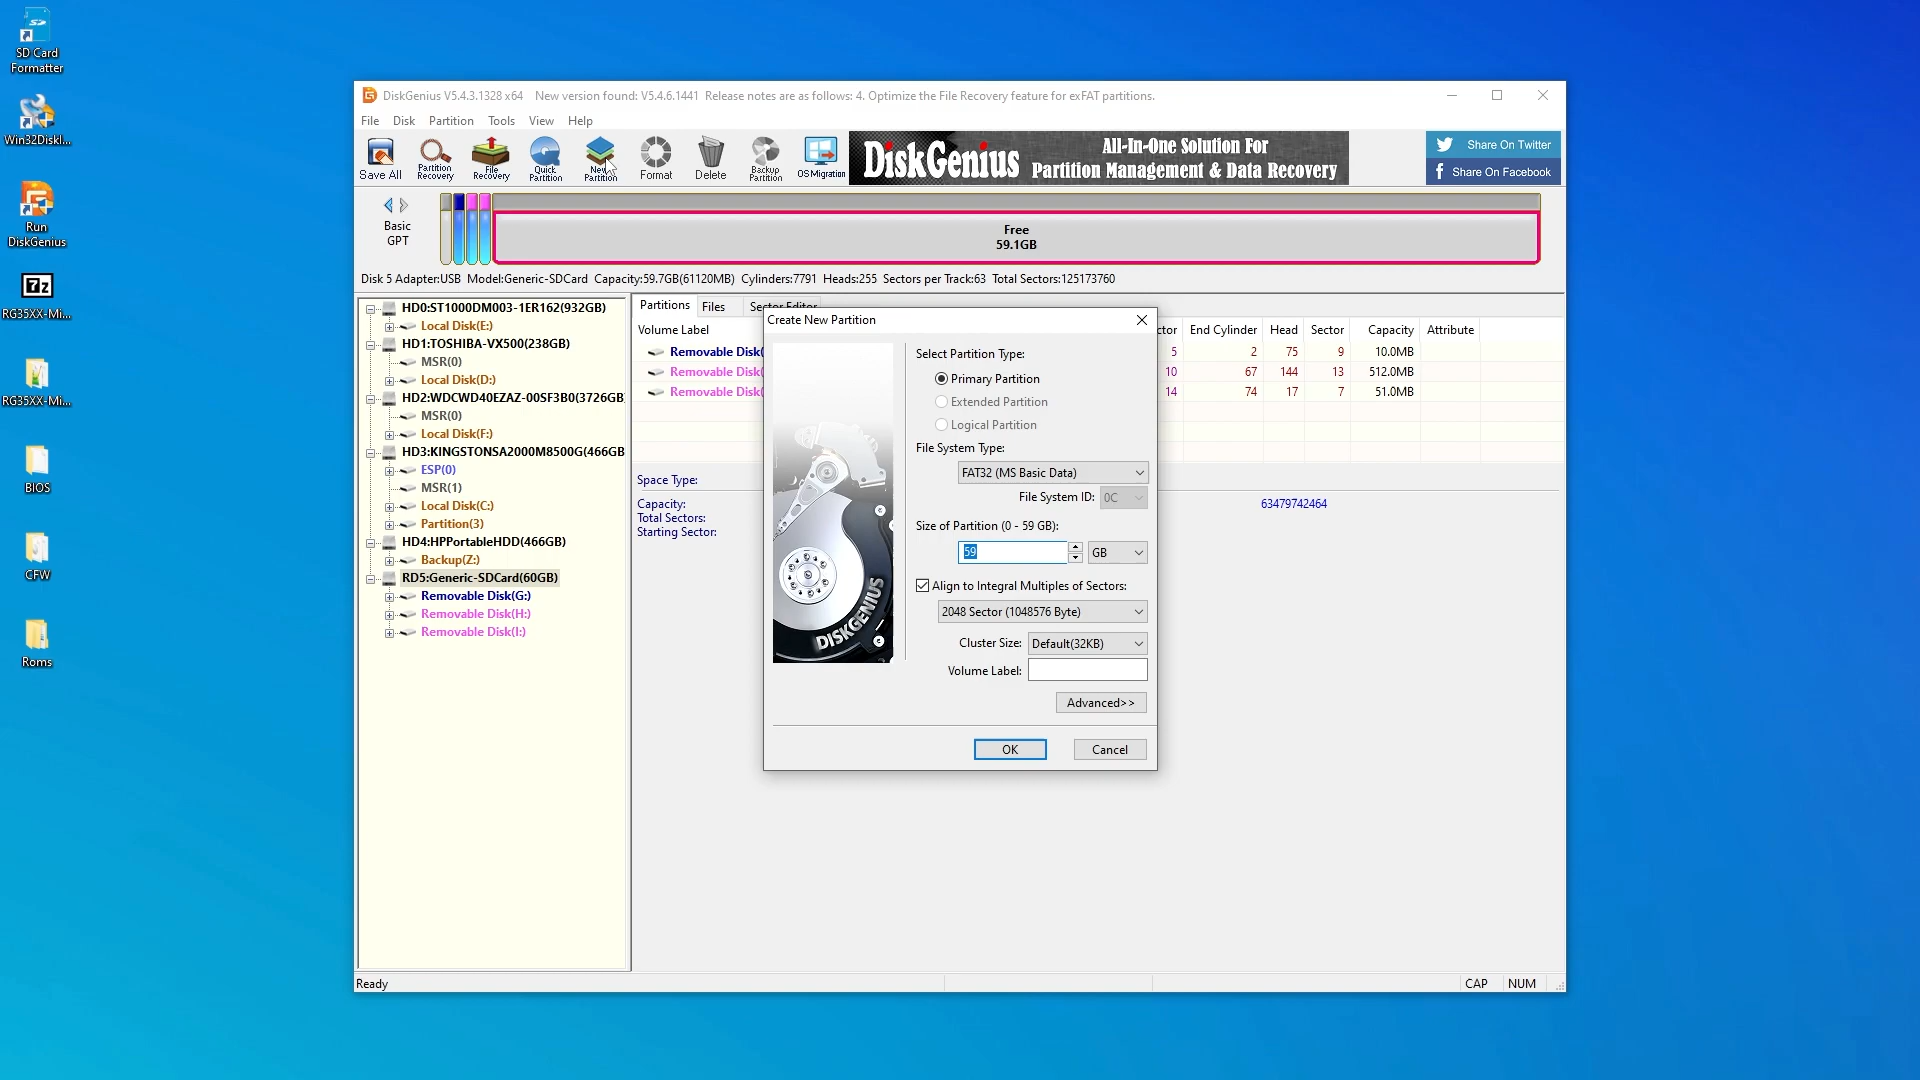 SD Card
Formatter
Win32DiskI...
Run
DiskGenius
7z
RG35XX-Mi...
RG35XX-Mi...
BIOS
CFW
Roms
DiskGenius V5.4.3.1328 x64    New version found: V5.4.6.1441  Release notes are as follows: 4. Optimize the File Recovery feature for exFAT partitions.
File Disk Partition Tools View Help
Save All
Partition
Recovery
File
Recovery
Quick
Partition
New
Partition
Format
Delete
Backup
Partition
OS Migration
DiskGenius
All-In-One Solution For
Partition Management & Data Recovery
Share On Twitter
Share On Facebook
Basic
GPT
Free
59.1GB
Disk 5 Adapter:USB  Model:Generic-SDCard  Capacity:59.7GB(61120MB)  Cylinders:7791  Heads:255  Sectors per Track:63  Total Sectors:125173760
HD0:ST1000DM003-1ER162(932GB)
Local Disk(E:)
HD1:TOSHIBA-VX500(238GB)
MSR(0)
Local Disk(D:)
HD2:WDCWD40EZAZ-00SF3B0(3726GB
MSR(0)
Local Disk(F:)
HD3:KINGSTONSA2000M8500G(466GB
ESP(0)
MSR(1)
Local Disk(C:)
Partition(3)
HD4:HPPortableHDD(466GB)
Backup(Z:)
RD5:Generic-SDCard(60GB)
Removable Disk(G:)
Removable Disk(H:)
Removable Disk(I:)
Partitions Files Sector Editor
Volume Label ctor End Cylinder Head Sector Capacity Attribute
Removable Disk( 5 2 75 9 10.0MB
Removable Disk( 10 67 144 13 512.0MB
Removable Disk( 14 74 17 7 51.0MB
Space Type:
Capacity: 63479742464
Total Sectors:
Starting Sector:
Create New Partition
Select Partition Type:
Primary Partition
Extended Partition
Logical Partition
File System Type:
FAT32 (MS Basic Data)
File System ID: 0C
Size of Partition (0 - 59 GB):
59 GB
Align to Integral Multiples of Sectors:
2048 Sector (1048576 Byte)
Cluster Size: Default(32KB)
Volume Label:
Advanced>>
DISKGENIUS
OK Cancel
Ready CAP NUM